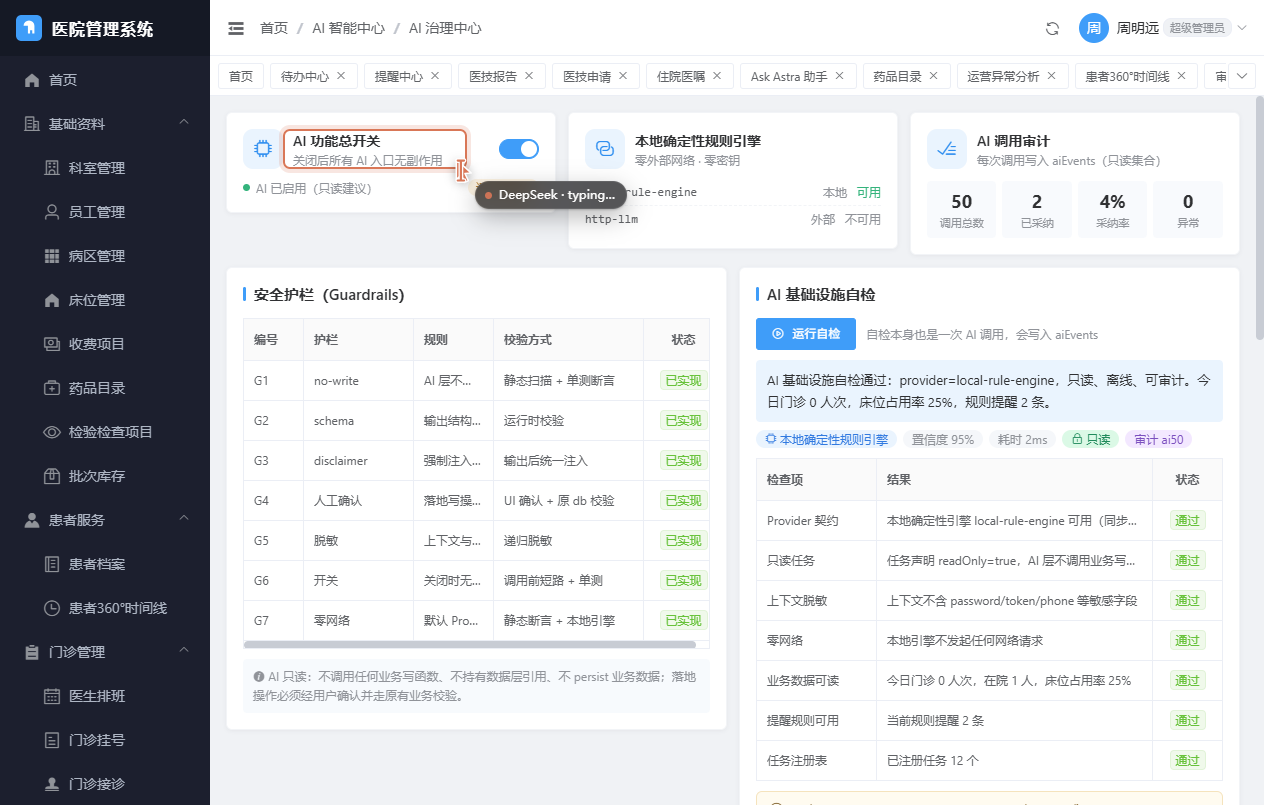 医院管理系统
首页 / AI 智能中心 / AI 治理中心
周 周明远 超级管理员
首页
待办中心 ×
提醒中心 ×
医技报告 ×
医技申请 ×
住院医嘱 ×
Ask Astra 助手 ×
药品目录 ×
运营异常分析 ×
患者360°时间线 ×
审
首页
基础资料
科室管理
员工管理
病区管理
床位管理
收费项目
药品目录
检验检查项目
批次库存
患者服务
患者档案
患者360°时间线
门诊管理
医生排班
门诊挂号
门诊接诊
AI 功能总开关
关闭后所有 AI 入口无副作用
AI 已启用（只读建议）
DeepSeek · typing...
本地确定性规则引擎
零外部网络 · 零密钥
rule-engine 本地 可用
http-llm 外部 不可用
AI 调用审计
每次调用写入 aiEvents（只读集合）
50 2 4% 0
调用总数 已采纳 采纳率 异常
安全护栏（Guardrails）
编号 护栏 规则 校验方式 状态
G1 no-write AI 层不... 静态扫描 + 单测断言 已实现
G2 schema 输出结构... 运行时校验 已实现
G3 disclaimer 强制注入... 输出后统一注入 已实现
G4 人工确认 落地写操... UI 确认 + 原 db 校验 已实现
G5 脱敏 上下文与... 递归脱敏 已实现
G6 开关 关闭时无... 调用前短路 + 单测 已实现
G7 零网络 默认 Pro... 静态断言 + 本地引擎 已实现
AI 只读：不调用任何业务写函数、不持有数据层引用、不 persist 业务数据；落地
操作必须经用户确认并走原有业务校验。
AI 基础设施自检
运行自检 自检本身也是一次 AI 调用，会写入 aiEvents
AI 基础设施自检通过：provider=local-rule-engine，只读、离线、可审计。今
日门诊 0 人次，床位占用率 25%，规则提醒 2 条。
本地确定性规则引擎 置信度 95% 耗时 2ms 只读 审计 ai50
检查项 结果 状态
Provider 契约 本地确定性引擎 local-rule-engine 可用（同步... 通过
只读任务 任务声明 readOnly=true，AI 层不调用业务写... 通过
上下文脱敏 上下文不含 password/token/phone 等敏感字段 通过
零网络 本地引擎不发起任何网络请求 通过
业务数据可读 今日门诊 0 人次，在院 1 人，床位占用率 25% 通过
提醒规则可用 当前规则提醒 2 条 通过
任务注册表 已注册任务 12 个 通过